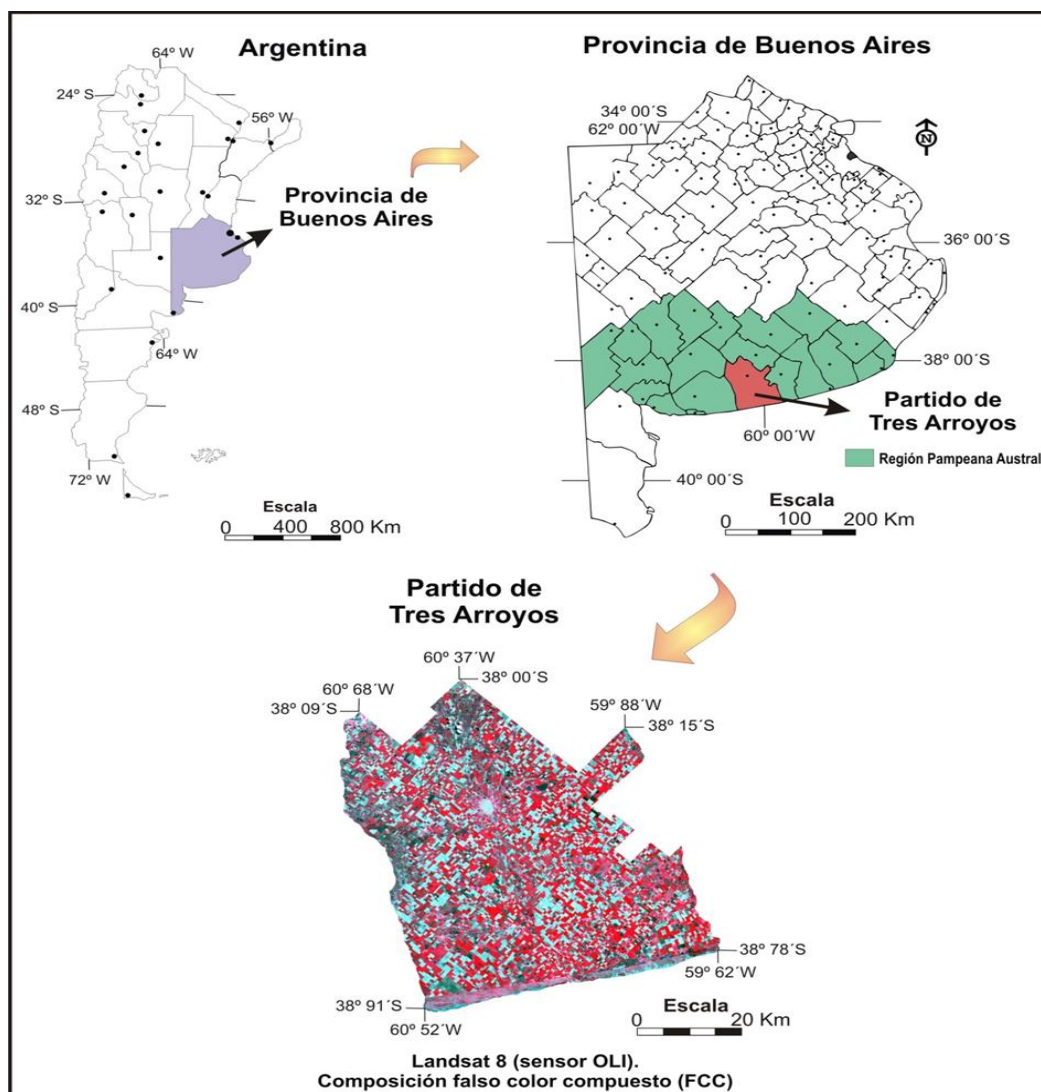 Argentina
64º W
24º S
56º W
32º S
Provincia de
Buenos Aires
40º S
64º W
48º S
72º W
Escala
0 400 800 Km
Provincia de Buenos Aires
34º 00´S
62º 00´W
N
36º 00´S
38º 00´S
Partido de
Tres Arroyos
60º 00´W
Región Pampeana Austral
40º 00´S
Escala
0 100 200 Km
Partido de
Tres Arroyos
60º 37´W
38º 00´S
60º 68´W
38º 09´S
59º 88´W
38º 15´S
38º 78´S
59º 62´W
38º 91´S
60º 52´W
Escala
0 20 Km
Landsat 8 (sensor OLI).
Composición falso color compuesto (FCC)